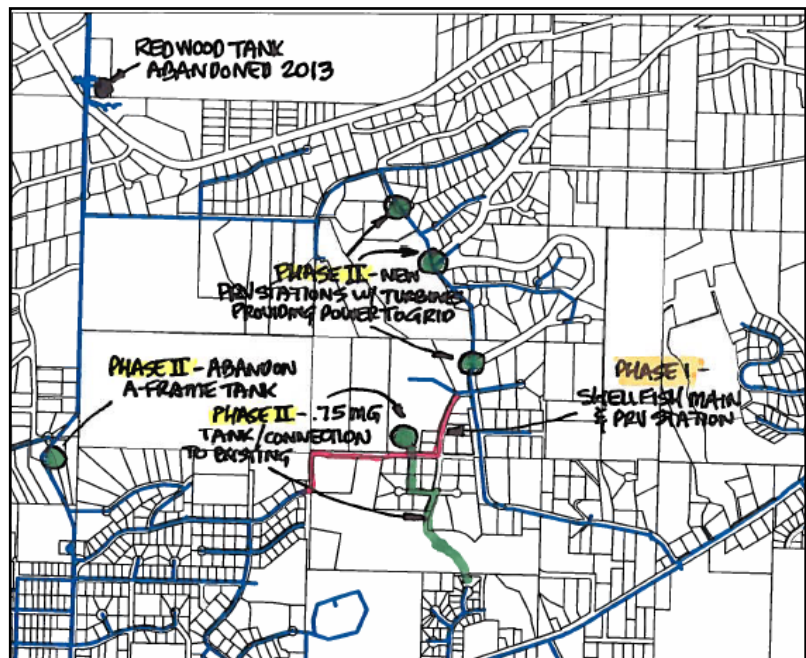 REDWOOD TANK
ABANDONED 2013
PHASE II - NEW
PRV STATIONS W/ TURBINES
PROVIDING POWER TO GRID
PHASE II - ABANDON
A-FRAME TANK
PHASE II - .75 MG
TANK/CONNECTION
TO EXISTING
PHASE I -
SHELLFISH MAIN
& PRV STATION